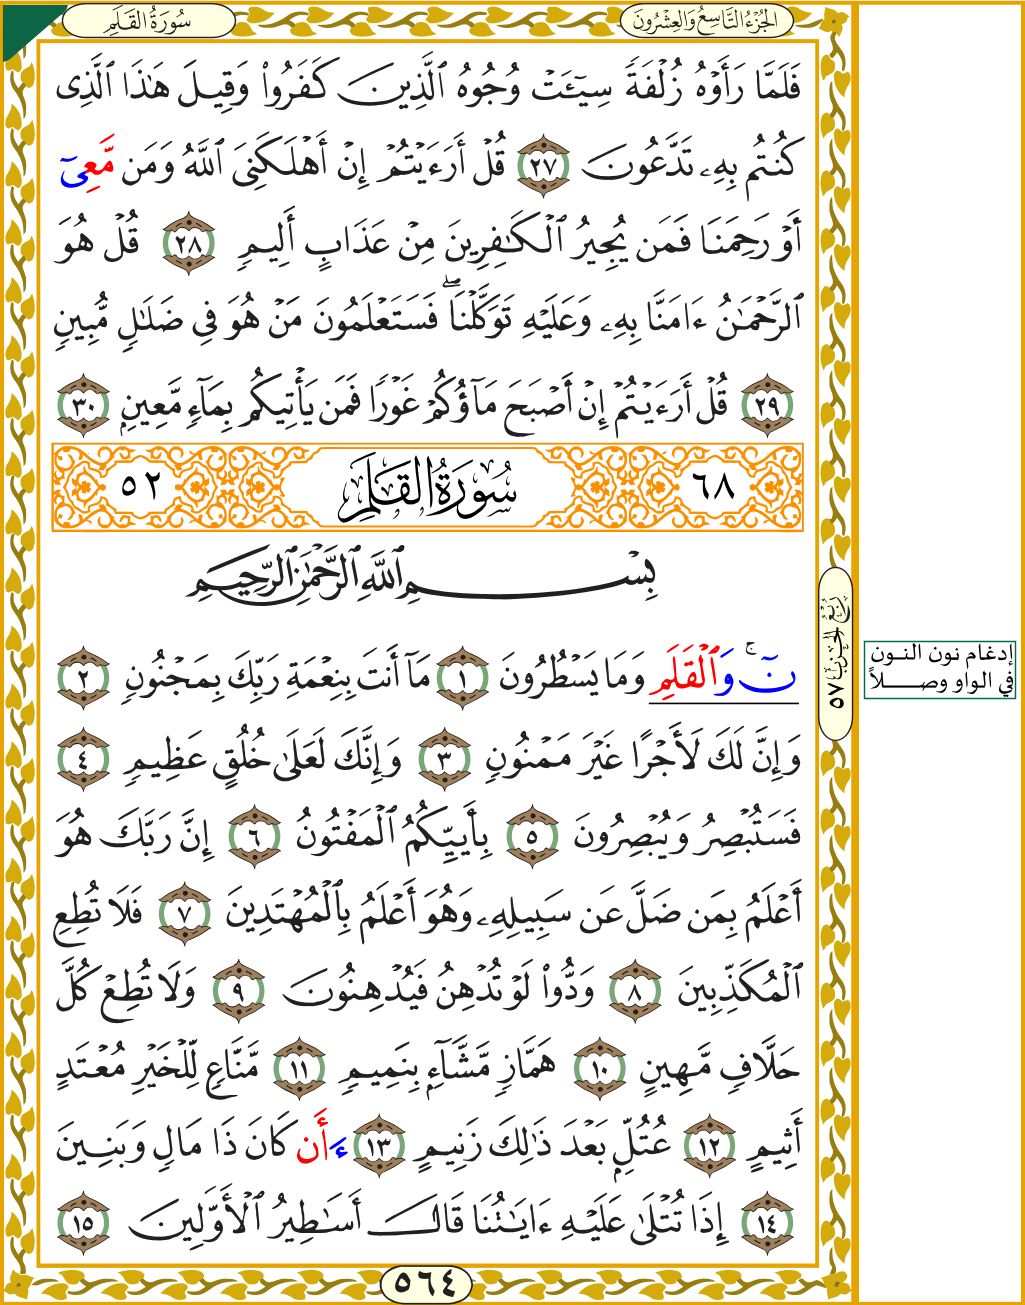 الجُزْءُ التَّاسِعُ وَالعِشْرُونَ
سُورَةُ القَلَمِ
فَلَمَّا رَأَوۡهُ زُلۡفَةٗ سِيٓـَٔتۡ وُجُوهُ ٱلَّذِينَ كَفَرُواْ وَقِيلَ هَٰذَا ٱلَّذِي
كُنتُم بِهِۦ تَدَّعُونَ ٢٧ قُلۡ أَرَءَيۡتُمۡ إِنۡ أَهۡلَكَنِيَ ٱللَّهُ وَمَن مَّعِيٓ
أَوۡ رَحِمَنَا فَمَن يُجِيرُ ٱلۡكَٰفِرِينَ مِنۡ عَذَابٍ أَلِيمٖ ٢٨ قُلۡ هُوَ
ٱلرَّحۡمَٰنُ ءَامَنَّا بِهِۦ وَعَلَيۡهِ تَوَكَّلۡنَاۖ فَسَتَعۡلَمُونَ مَنۡ هُوَ فِي ضَلَٰلٖ مُّبِينٖ
٢٩ قُلۡ أَرَءَيۡتُمۡ إِنۡ أَصۡبَحَ مَآؤُكُمۡ غَوۡرٗا فَمَن يَأۡتِيكُم بِمَآءٖ مَّعِينِۭ ٣٠
٦٨ سُورَةُ القَلَمِ ٥٢
بِسۡمِ ٱللَّهِ ٱلرَّحۡمَٰنِ ٱلرَّحِيمِ
نٓۚ وَٱلۡقَلَمِ وَمَا يَسۡطُرُونَ ١ مَآ أَنتَ بِنِعۡمَةِ رَبِّكَ بِمَجۡنُونٖ ٢
وَإِنَّ لَكَ لَأَجۡرًا غَيۡرَ مَمۡنُونٖ ٣ وَإِنَّكَ لَعَلَىٰ خُلُقٍ عَظِيمٖ ٤
فَسَتُبۡصِرُ وَيُبۡصِرُونَ ٥ بِأَييِّكُمُ ٱلۡمَفۡتُونُ ٦ إِنَّ رَبَّكَ هُوَ
أَعۡلَمُ بِمَن ضَلَّ عَن سَبِيلِهِۦ وَهُوَ أَعۡلَمُ بِٱلۡمُهۡتَدِينَ ٧ فَلَا تُطِعِ
ٱلۡمُكَذِّبِينَ ٨ وَدُّواْ لَوۡ تُدۡهِنُ فَيُدۡهِنُونَ ٩ وَلَا تُطِعۡ كُلَّ
حَلَّافٖ مَّهِينٍ ١٠ هَمَّازٖ مَّشَّآءِۭ بِنَمِيمٖ ١١ مَّنَّاعٖ لِّلۡخَيۡرِ مُعۡتَدٍ
أَثِيمٍ ١٢ عُتُلِّۭ بَعۡدَ ذَٰلِكَ زَنِيمٍ ١٣ ءَأَن كَانَ ذَا مَالٖ وَبَنِينَ
١٤ إِذَا تُتۡلَىٰ عَلَيۡهِ ءَايَٰتُنَا قَالَ أَسَٰطِيرُ ٱلۡأَوَّلِينَ ١٥
٥٦٤
رُبْعُ الحِزْبِ ٥٧
إدغام نون النون
في الواو وصلاً